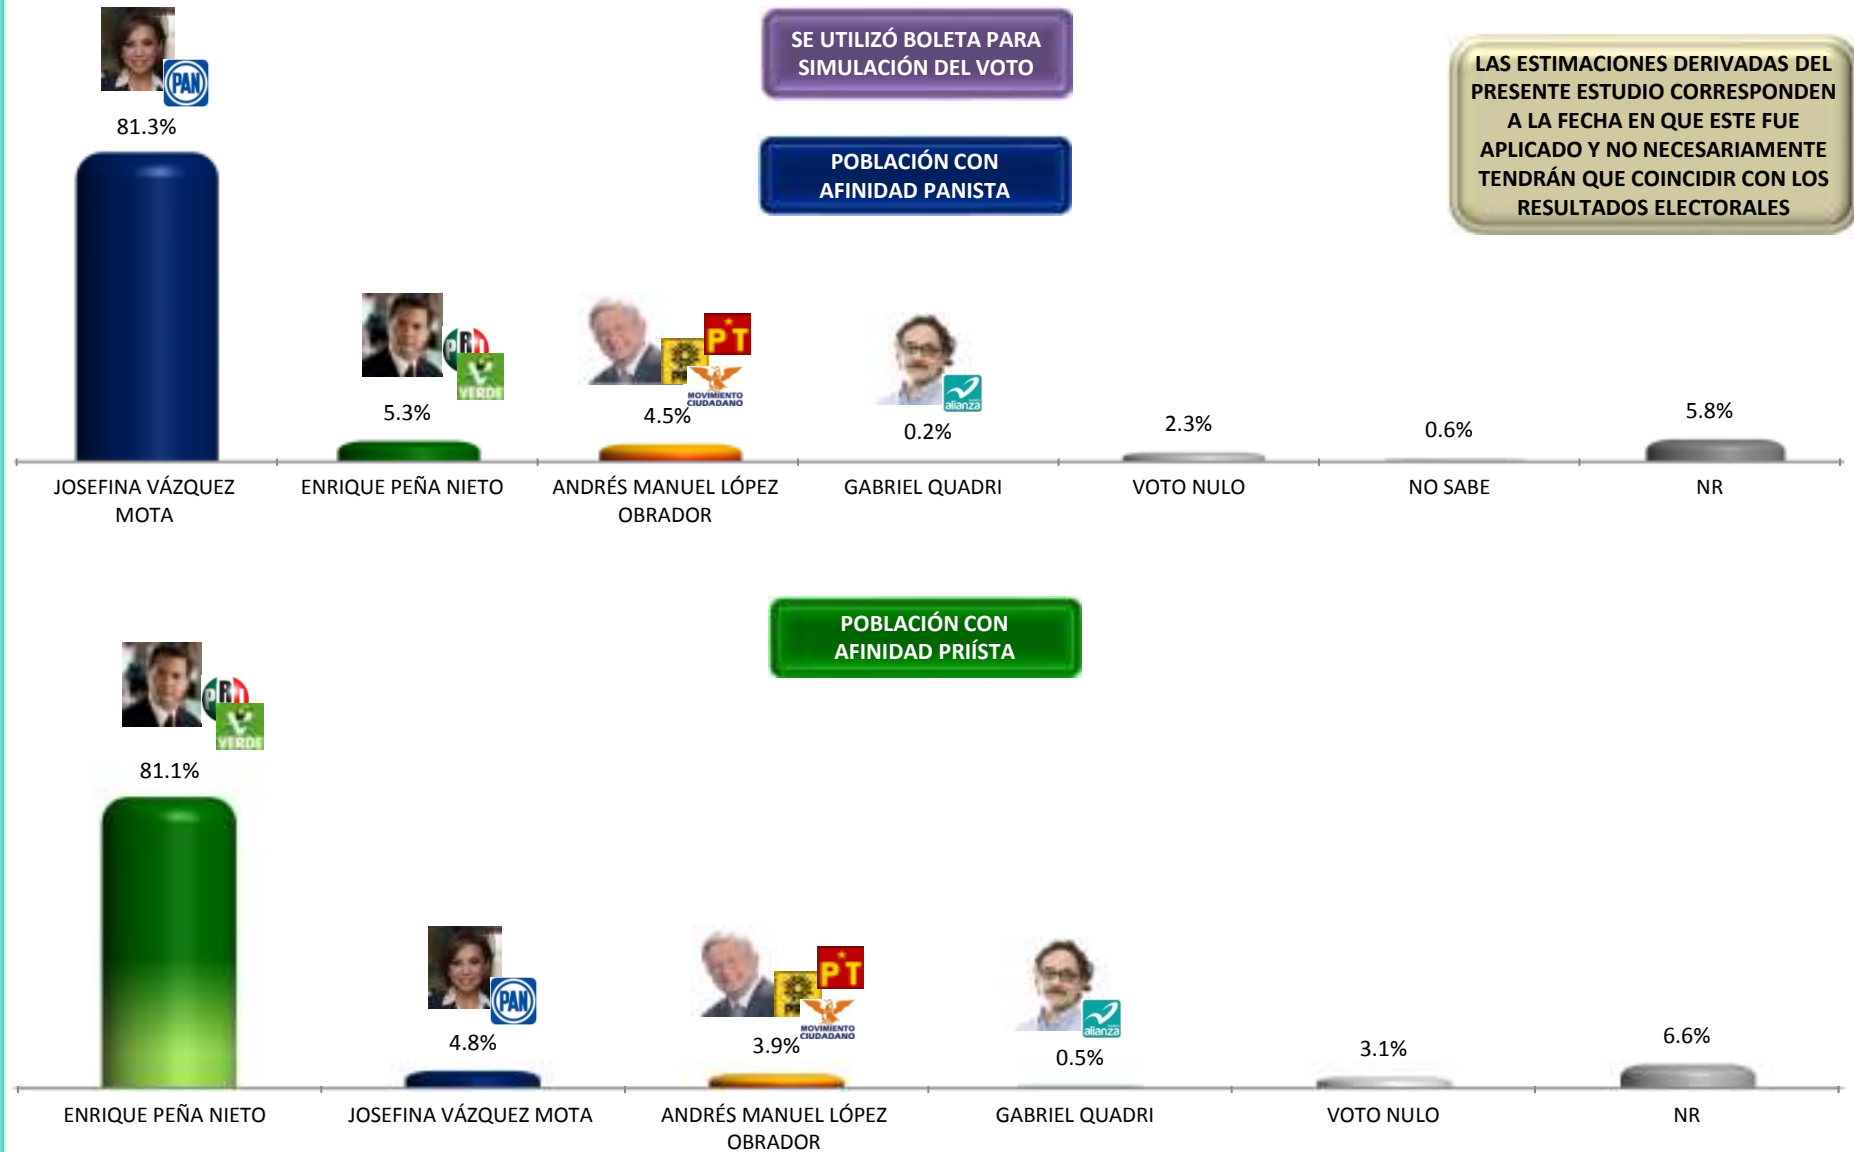 SE UTILIZÓ BOLETA PARA
SIMULACIÓN DEL VOTO
LAS ESTIMACIONES DERIVADAS DEL
PRESENTE ESTUDIO CORRESPONDEN
A LA FECHA EN QUE ESTE FUE
APLICADO Y NO NECESARIAMENTE
TENDRÁN QUE COINCIDIR CON LOS
RESULTADOS ELECTORALES
POBLACIÓN CON
AFINIDAD PANISTA
PAN
81.3%
PRI
VERDE
5.3%
PT
MOVIMIENTO
CIUDADANO
4.5%
alianza
0.2%
2.3%
0.6%
5.8%
JOSEFINA VÁZQUEZ
MOTA
ENRIQUE PEÑA NIETO
ANDRÉS MANUEL LÓPEZ
OBRADOR
GABRIEL QUADRI
VOTO NULO
NO SABE
NR
POBLACIÓN CON
AFINIDAD PRIÍSTA
PRI
VERDE
81.1%
PAN
4.8%
PT
MOVIMIENTO
CIUDADANO
3.9%
alianza
0.5%
3.1%
6.6%
ENRIQUE PEÑA NIETO
JOSEFINA VÁZQUEZ MOTA
ANDRÉS MANUEL LÓPEZ
OBRADOR
GABRIEL QUADRI
VOTO NULO
NR